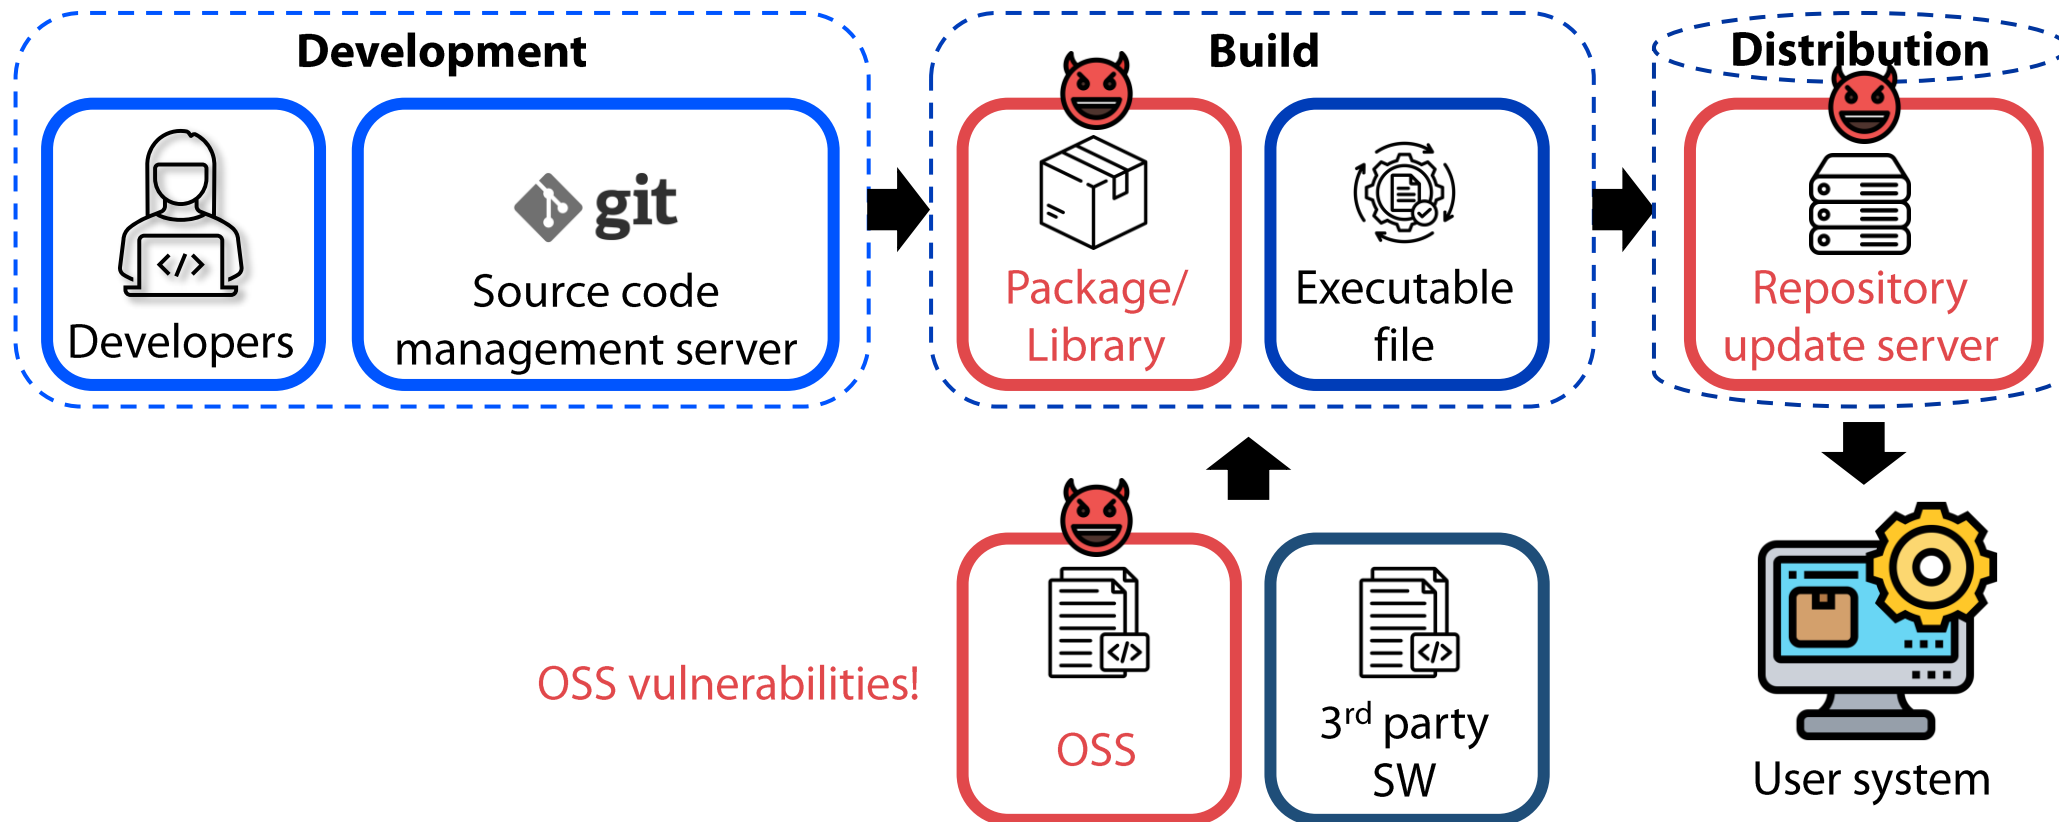 Development
Developers
git
Source code
management server
Build
Package/
Library
Executable
file
Distribution
Repository
update server
OSS vulnerabilities!
OSS
3rd party
SW
User system